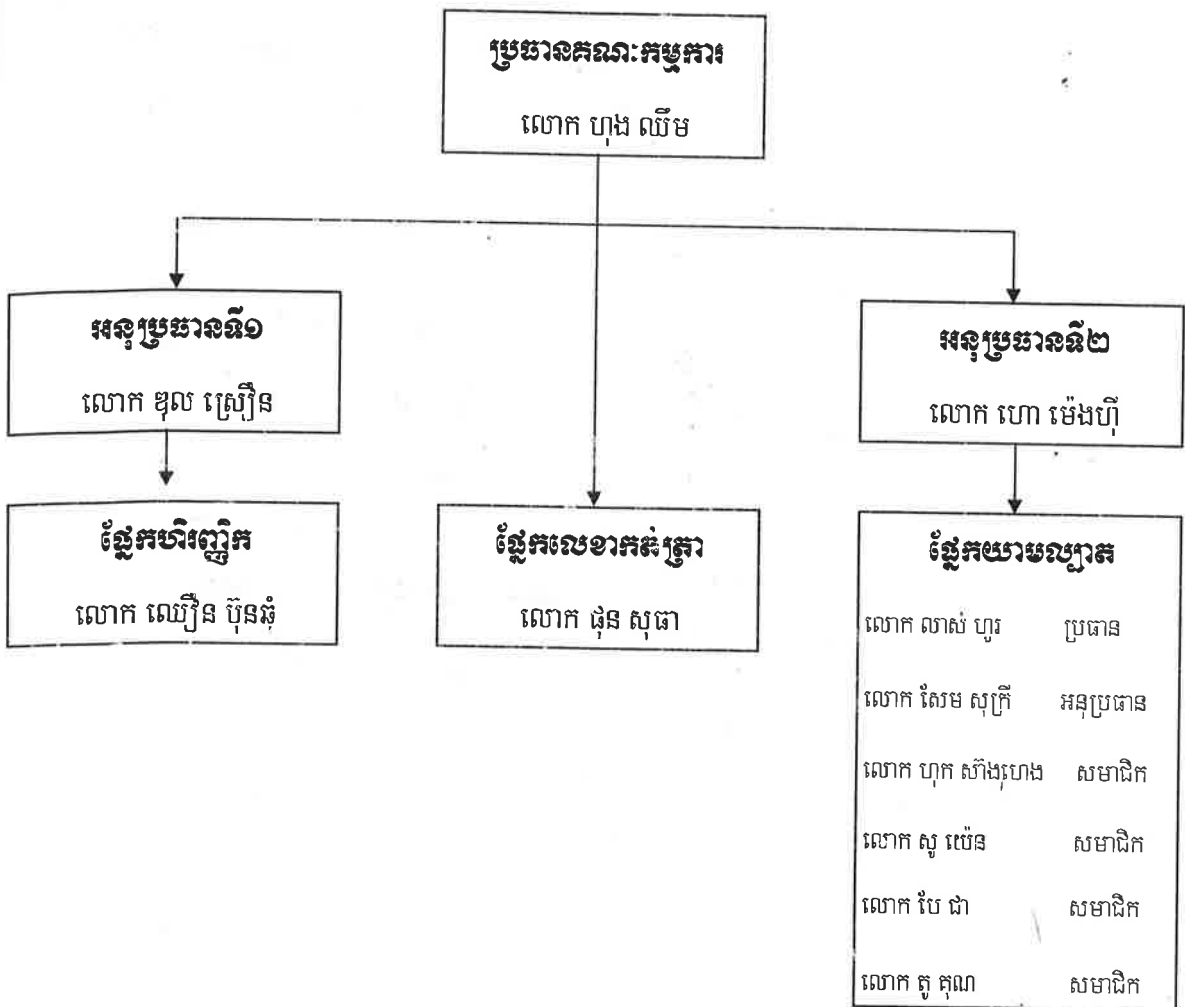 ប្រធានគណៈកម្មការ
លោក ហុង ឈឹម
អនុប្រធានទី១
លោក ឌុល ស្រឿន
អនុប្រធានទី២
លោក ហោ ម៉េងហ៊ី
ផ្នែកហិរញ្ញិក
លោក ឈឿន ប៊ុនឆុំ
ផ្នែកលេខាកត់ត្រា
លោក ផុន សុធា
ផ្នែកយាមល្បាត
លោក លាស់ ហួរ ប្រធាន
លោក សែម សុក្រី អនុប្រធាន
លោក ហុក ស៊ាងហេង សមាជិក
លោក សូ យ៉េន សមាជិក
លោក បែ ជា សមាជិក
លោក តូ គុណ សមាជិក